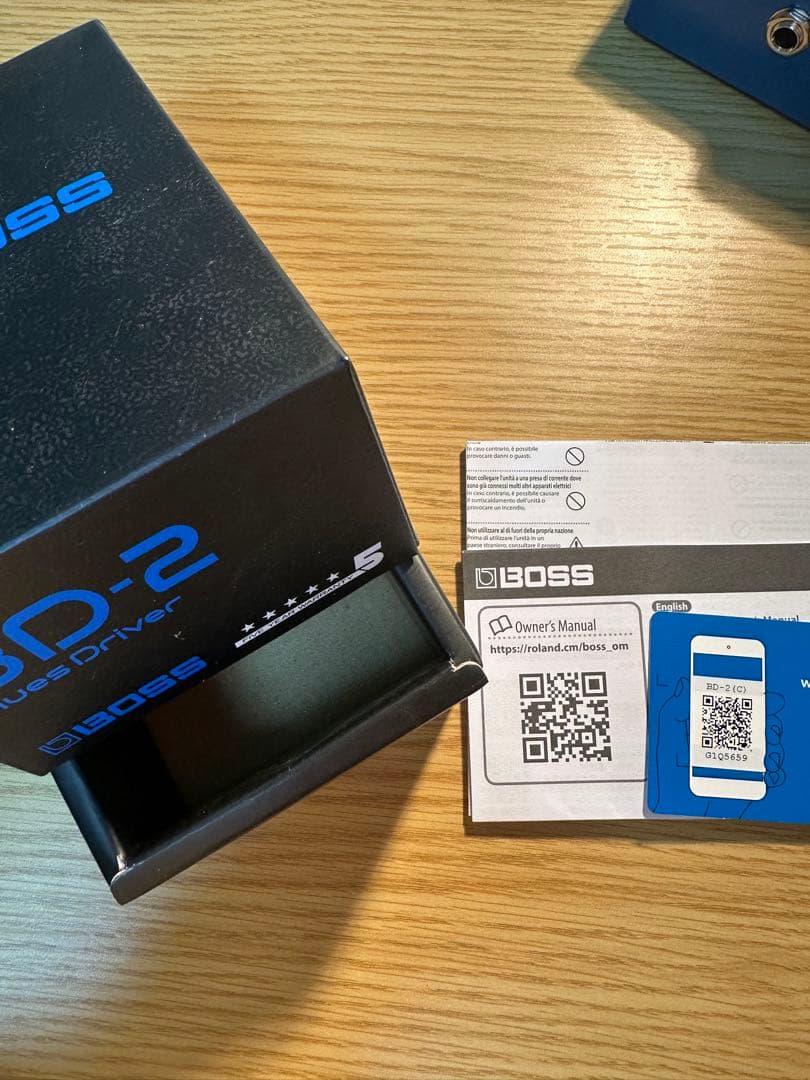 BOSS
BD-2
Blues Driver
FIVE YEAR WARRANTY 5
BOSS
In caso contrario, è possibile
provocare danni o guasti.
Non collegare l'unità a una presa di corrente dove
sono già connessi molti altri apparati elettrici
In caso contrario, è possibile causare
il surriscaldamento dell'unità o
provocare un incendio.
Non utilizzare al di fuori della propria nazione
Prima di utilizzare l'unità in un
paese straniero, consultare il proprio
BOSS
Owner's Manual
https://roland.cm/boss_om
English
BD-2(C)
G1Q5659
w